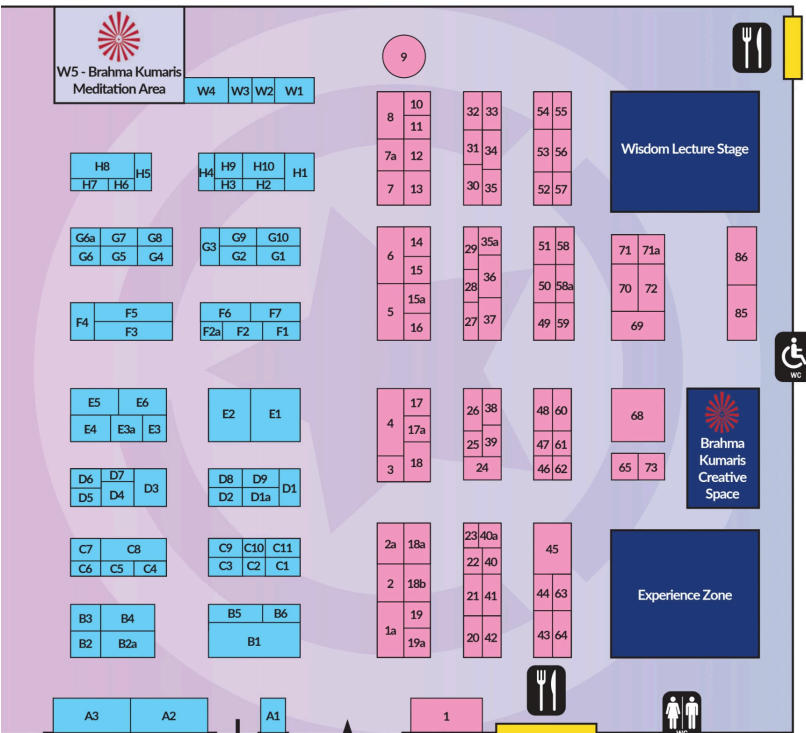 W5 - Brahma Kumaris
Meditation Area
W4 W3 W2 W1
9
8 10
11
7a 12
7 13
32 33
31 34
30 35
54 55
53 56
52 57
Wisdom Lecture Stage
H8 H5
H7 H6
H4 H9 H10 H1
H3 H2
G6a G7 G8
G6 G5 G4
G3 G9 G10
G2 G1
6 14
15
5 15a
16
29 35a
28 36
27 37
51 58
50 58a
49 59
71 71a
70 72
69
86
85
F4 F5
F3
F6 F7
F2a F2 F1
WC
E5 E6
E4 E3a E3
E2 E1
4 17
17a
3 18
26 38
25 39
24
48 60
47 61
46 62
68
65 73
Brahma
Kumaris
Creative
Space
D6 D7 D3
D5 D4
D8 D9 D1
D2 D1a
C7 C8
C6 C5 C4
C9 C10 C11
C3 C2 C1
2a 18a
2 18b
1a 19
19a
23 40a
22 40
21 41
20 42
45
44 63
43 64
Experience Zone
B3 B4
B2 B2a
B5 B6
B1
A3 A2 A1
1
WC